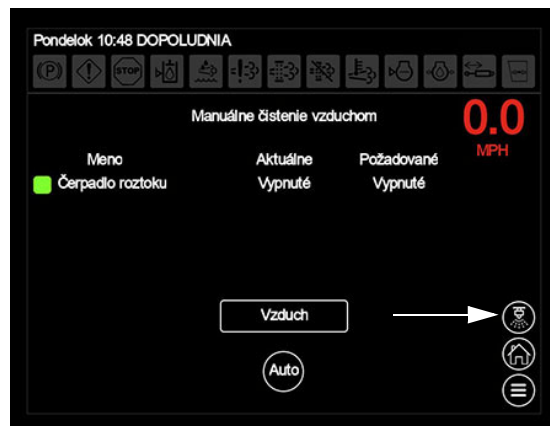 Pondelok 10:48 DOPOLUDNIA
STOP
Manuálne čistenie vzduchom
0.0
MPH
Meno Aktuálne Požadované
Čerpadlo roztoku Vypnuté Vypnuté
Vzduch
Auto